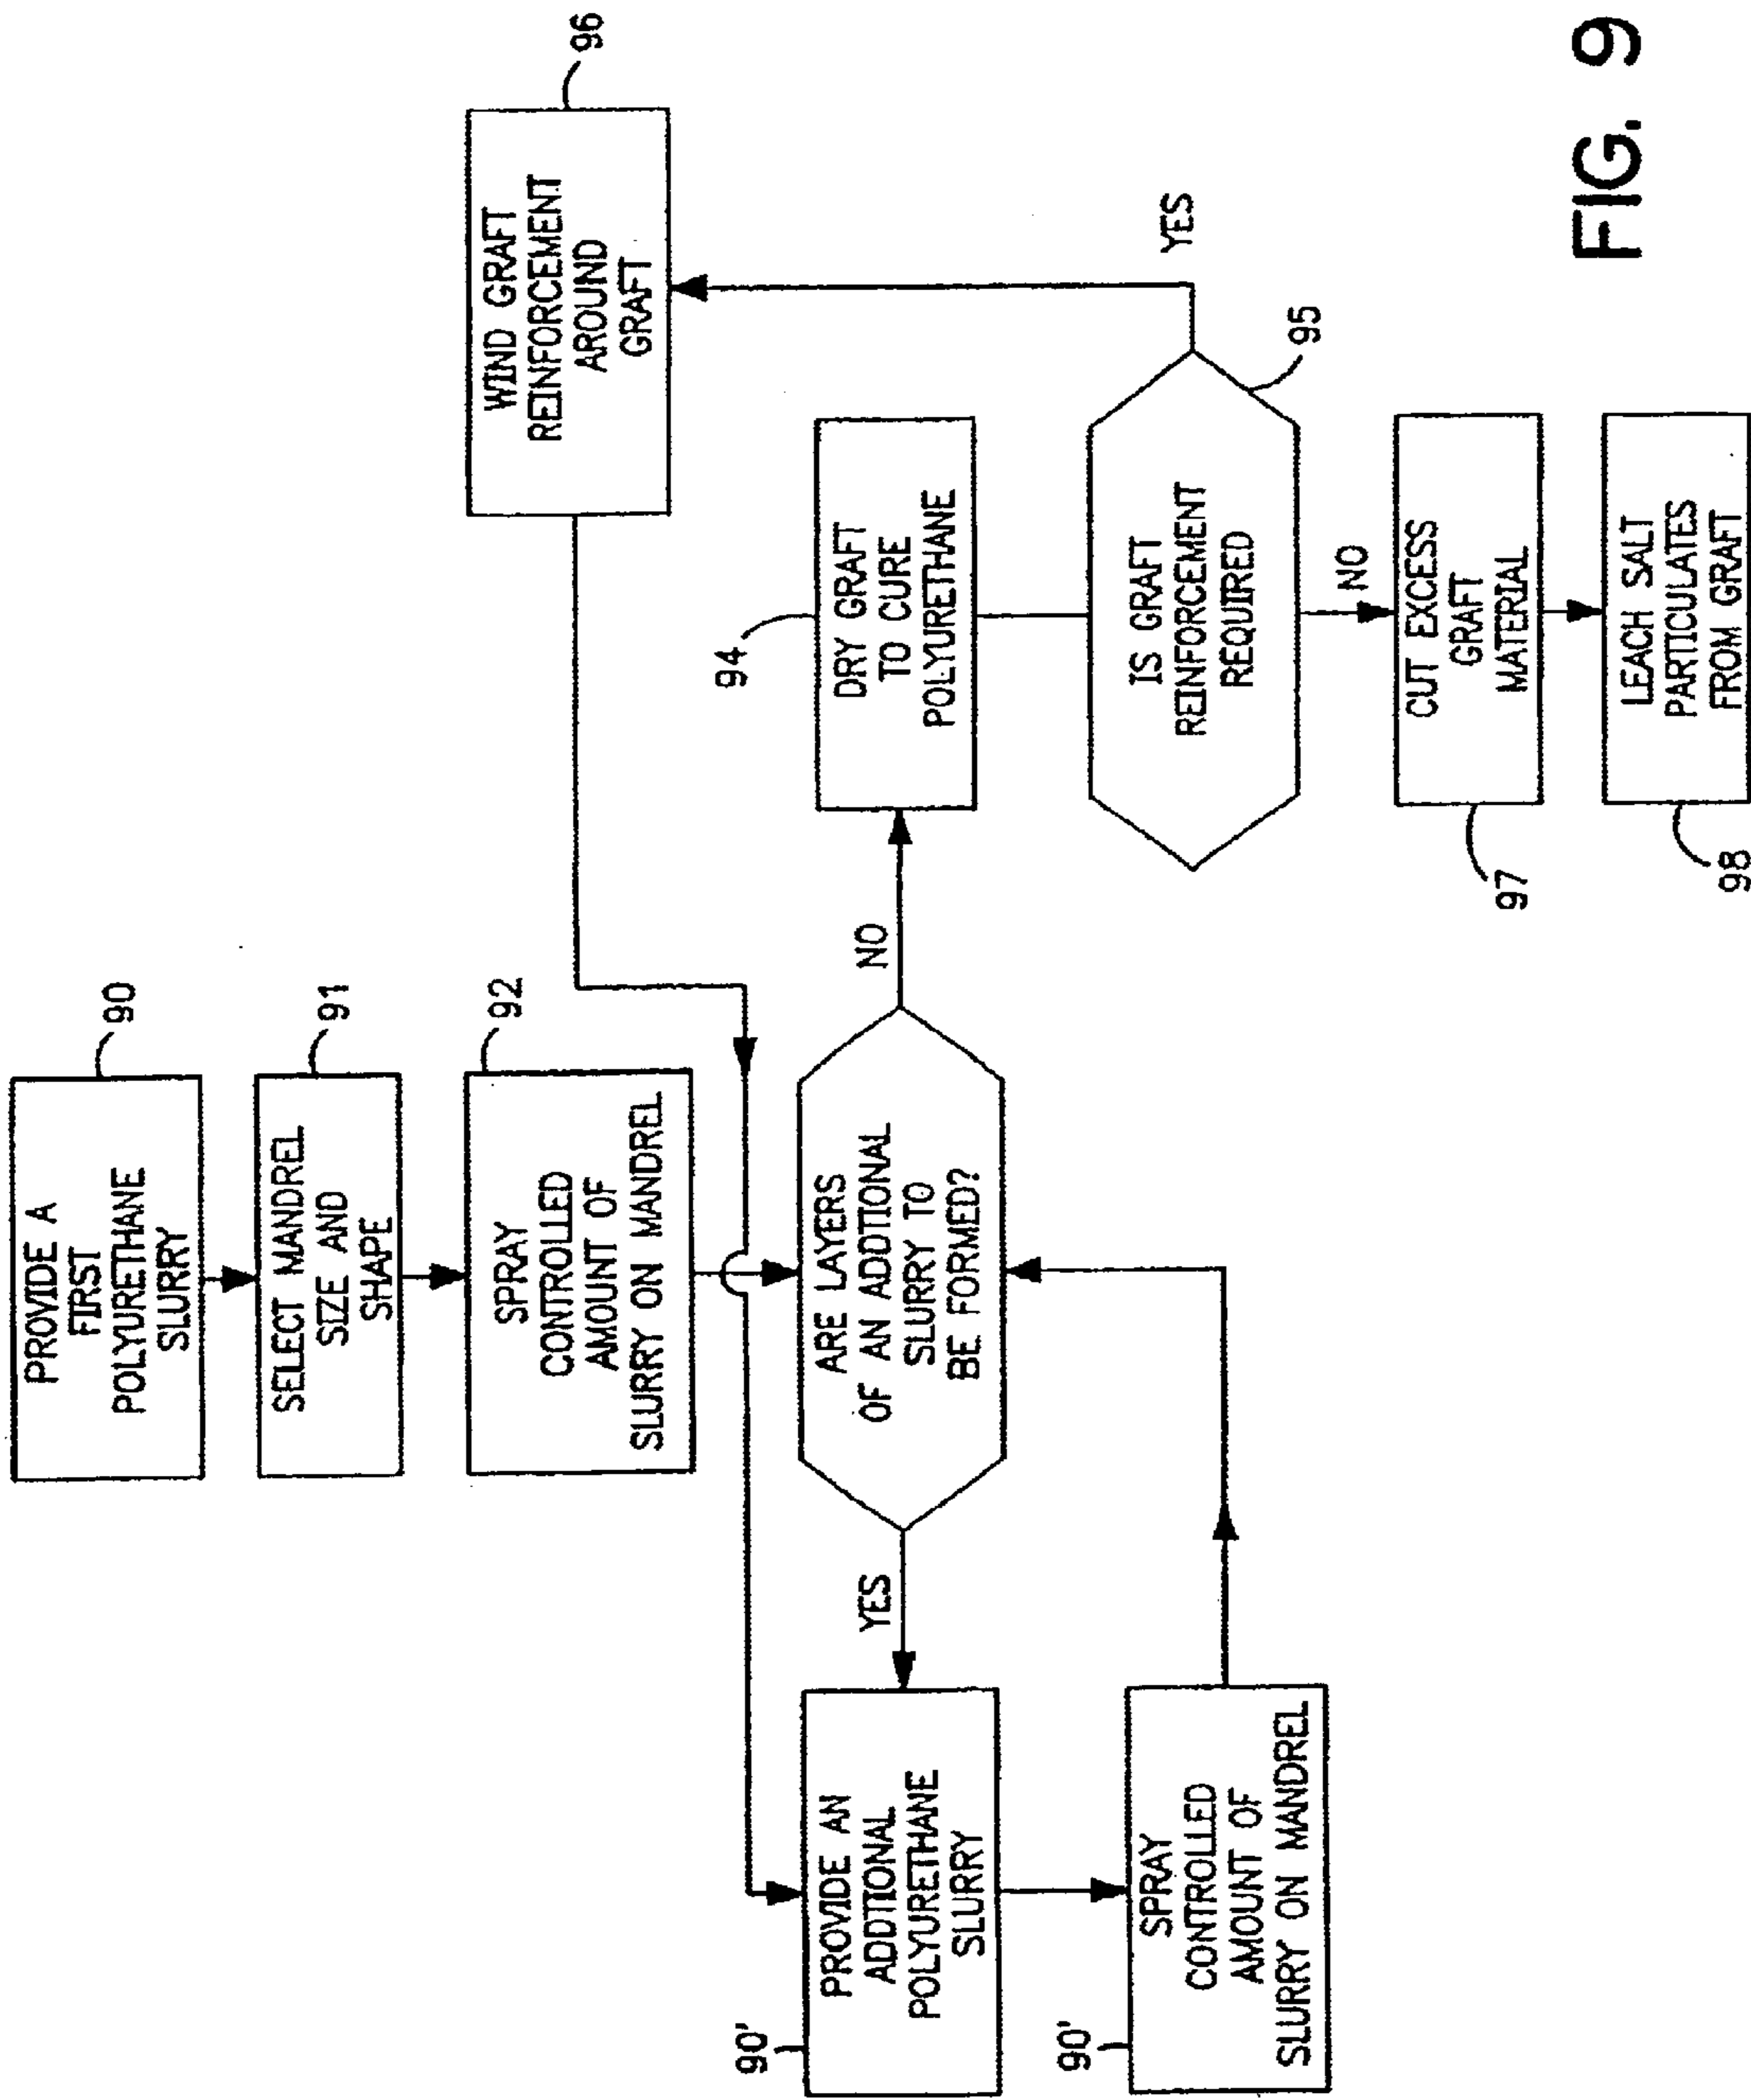 90
PROVIDE A
FIRST
POLYURETHANE
SLURRY
91
SELECT MANDREL
SIZE AND
SHAPE
92
SPRAY
CONTROLLED
AMOUNT OF
SLURRY ON MANDREL
ARE LAYERS
OF AN ADDTIONAL
SLURRY TO
BE FORMED?
YES
NO
90'
PROVIDE AN
ADDTIONAL
POLYURETHANE
SLURRY
90'
SPRAY
CONTROLLED
AMOUNT OF
SLURRY ON MANDREL
94
DRY GRAFT
TO CURE
POLYURETHANE
95
IS GRAFT
REINFORCEMENT
REQUIRED
YES
NO
96
WIND GRAFT
REINFORCEMENT
AROUND
GRAFT
97
CUT EXCESS
GRAFT
MATERIAL
98
LEACH SALT
PARTICULATES
FROM GRAFT
FIG. 9